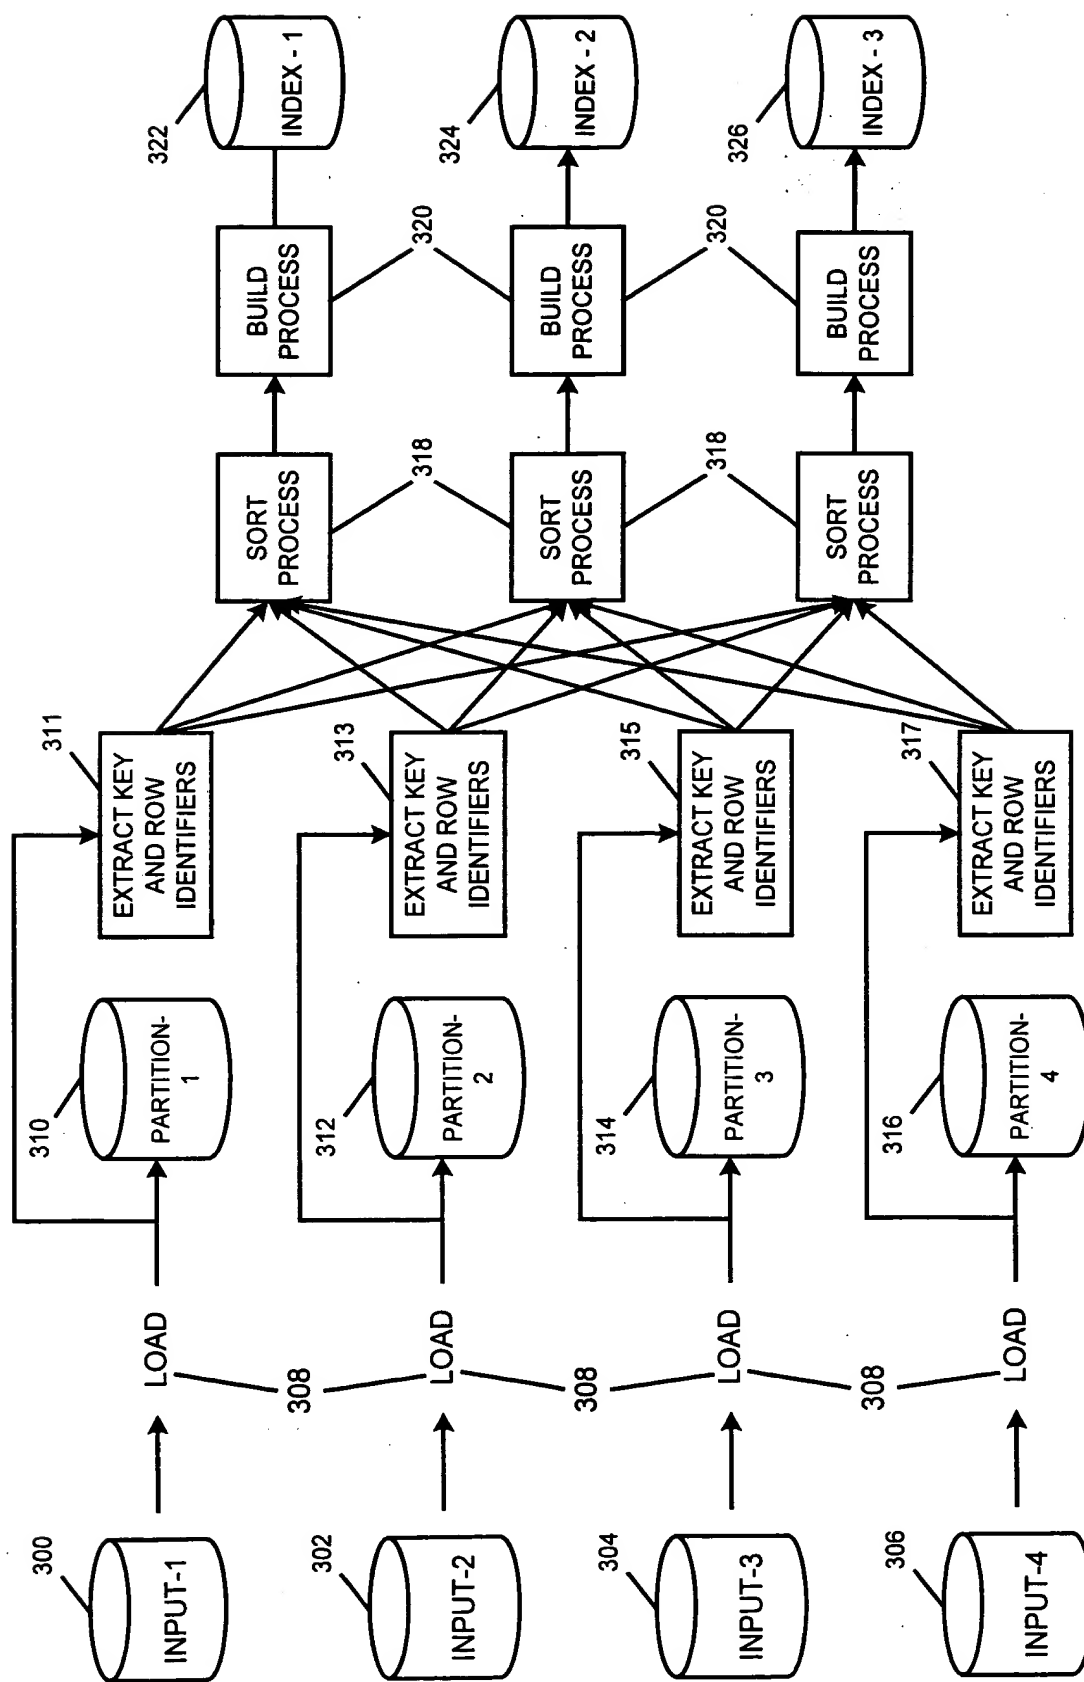 300
INPUT-1
LOAD
310
PARTITION-
1
311
EXTRACT KEY
AND ROW
IDENTIFIERS
302
INPUT-2
308
LOAD
312
PARTITION-
2
313
EXTRACT KEY
AND ROW
IDENTIFIERS
304
INPUT-3
308
LOAD
314
PARTITION-
3
315
EXTRACT KEY
AND ROW
IDENTIFIERS
306
INPUT-4
308
LOAD
316
PARTITION-
4
317
EXTRACT KEY
AND ROW
IDENTIFIERS
SORT
PROCESS
BUILD
PROCESS
322
INDEX - 1
318
320
SORT
PROCESS
BUILD
PROCESS
324
INDEX - 2
318
320
SORT
PROCESS
BUILD
PROCESS
326
INDEX - 3